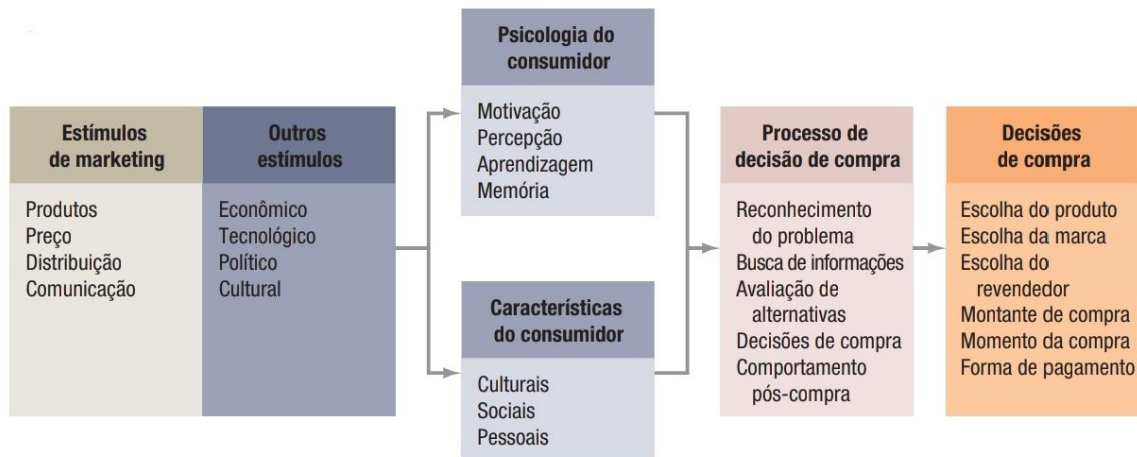 Estímulos
de marketing
Produtos
Preço
Distribuição
Comunicação
Outros
estímulos
Econômico
Tecnológico
Político
Cultural
Psicologia do
consumidor
Motivação
Percepção
Aprendizagem
Memória
Características
do consumidor
Culturais
Sociais
Pessoais
Processo de
decisão de compra
Reconhecimento
do problema
Busca de informações
Avaliação de
alternativas
Decisões de compra
Comportamento
pós-compra
Decisões
de compra
Escolha do produto
Escolha da marca
Escolha do
revendedor
Montante de compra
Momento da compra
Forma de pagamento